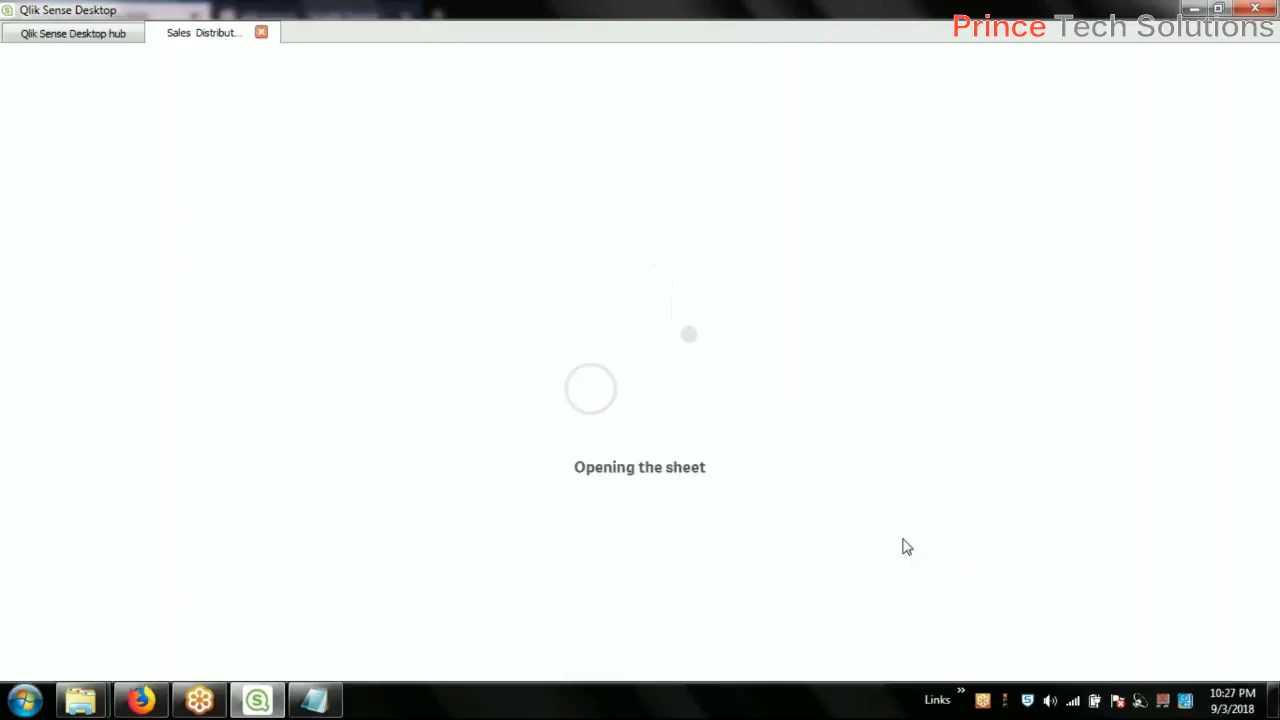 Qlik Sense Desktop
Prince Tech Solutions
Qlik Sense Desktop hub
Sales Distribut...
Opening the sheet
Links
10:27 PM
9/3/2018